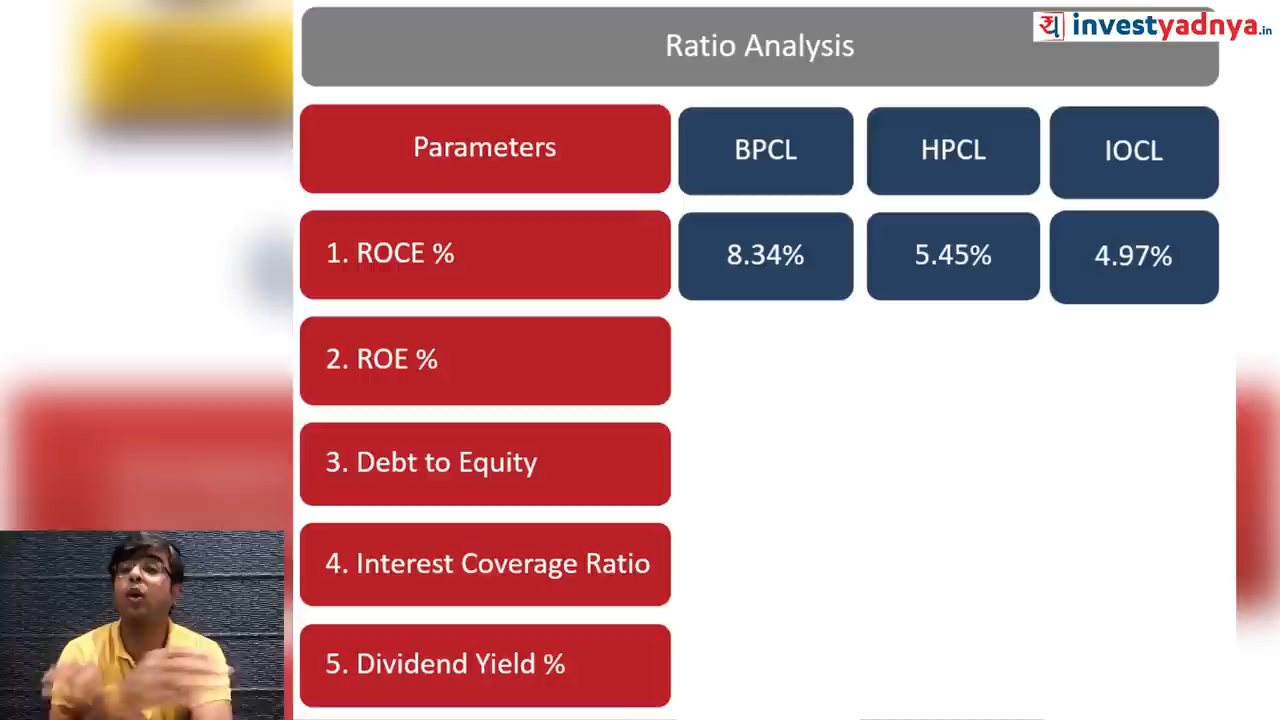 Ratio Analysis
य investyadnya.in
Parameters
BPCL
HPCL
IOCL
1. ROCE %
8.34%
5.45%
4.97%
2. ROE %
3. Debt to Equity
4. Interest Coverage Ratio
5. Dividend Yield %